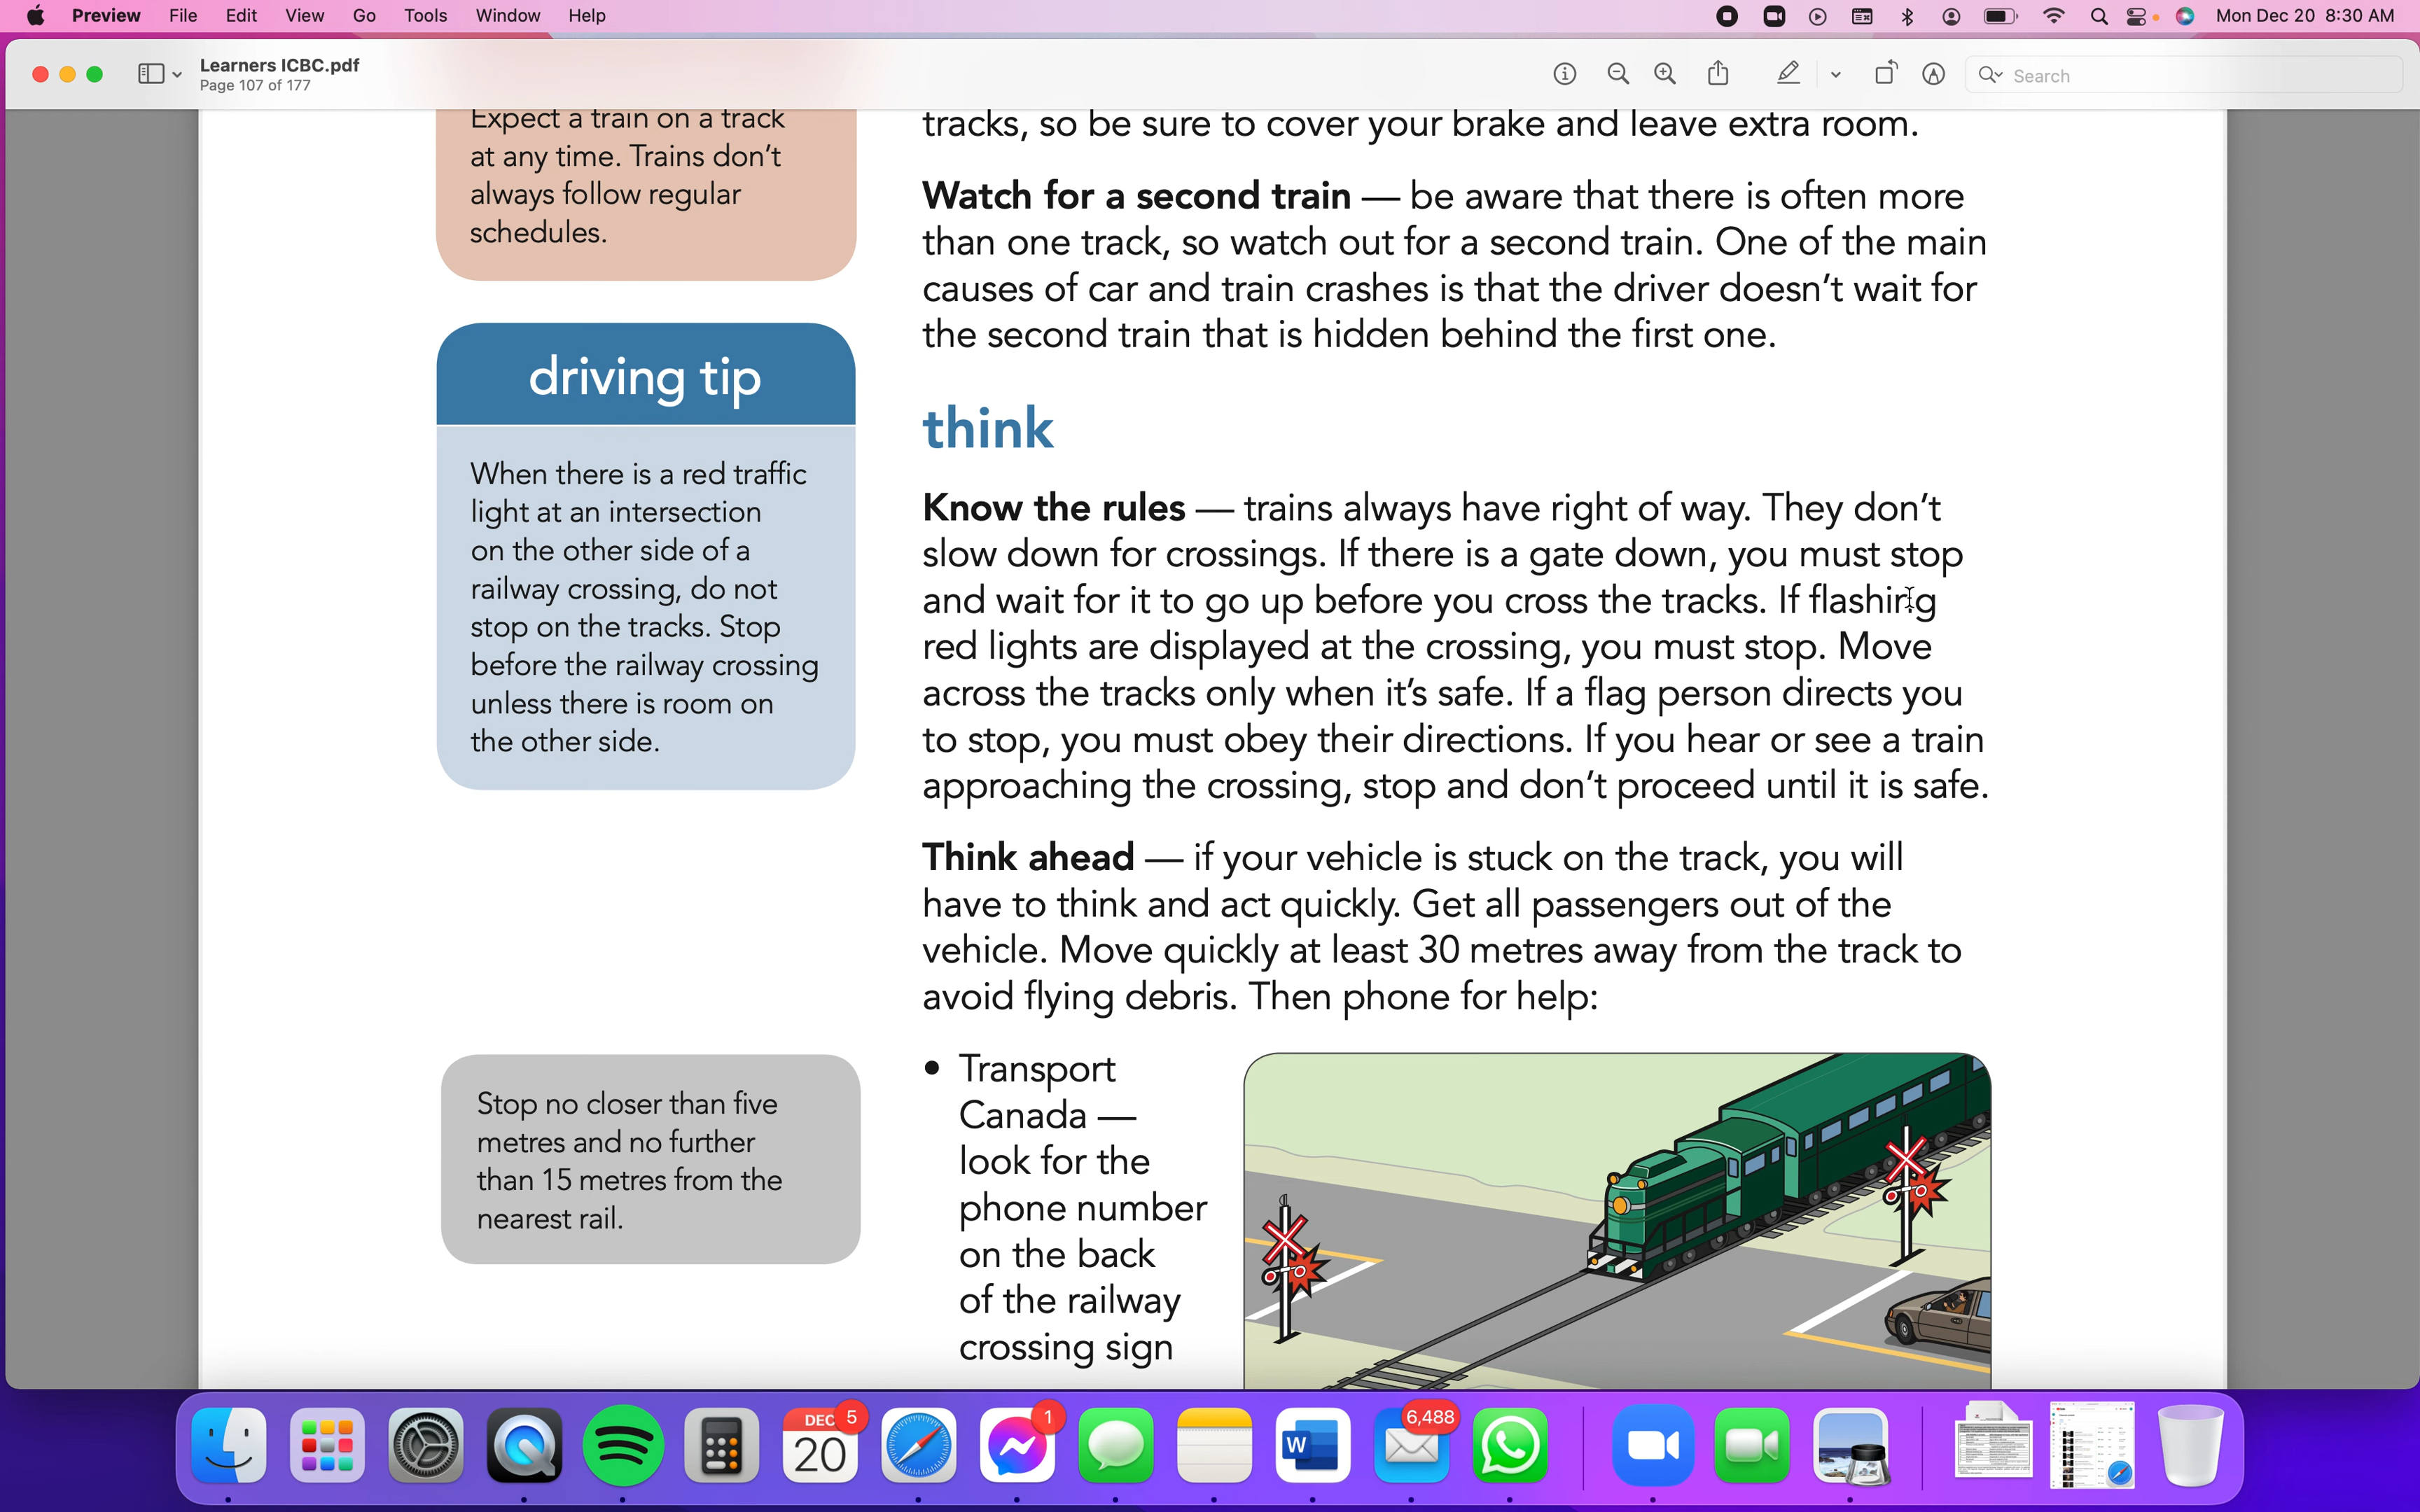 Preview File Edit View Go Tools Window Help
Mon Dec 20 8:30 AM
Learners ICBC.pdf
Page 107 of 177
Search
Expect a train on a track
at any time. Trains don't
always follow regular
schedules.
driving tip
When there is a red traffic
light at an intersection
on the other side of a
railway crossing, do not
stop on the tracks. Stop
before the railway crossing
unless there is room on
the other side.
Stop no closer than five
metres and no further
than 15 metres from the
nearest rail.
tracks, so be sure to cover your brake and leave extra room.
Watch for a second train — be aware that there is often more
than one track, so watch out for a second train. One of the main
causes of car and train crashes is that the driver doesn't wait for
the second train that is hidden behind the first one.
think
Know the rules — trains always have right of way. They don't
slow down for crossings. If there is a gate down, you must stop
and wait for it to go up before you cross the tracks. If flashing
red lights are displayed at the crossing, you must stop. Move
across the tracks only when it's safe. If a flag person directs you
to stop, you must obey their directions. If you hear or see a train
approaching the crossing, stop and don't proceed until it is safe.
Think ahead — if your vehicle is stuck on the track, you will
have to think and act quickly. Get all passengers out of the
vehicle. Move quickly at least 30 metres away from the track to
avoid flying debris. Then phone for help:
• Transport
Canada —
look for the
phone number
on the back
of the railway
crossing sign
DEC 5
20
1
W
6,488